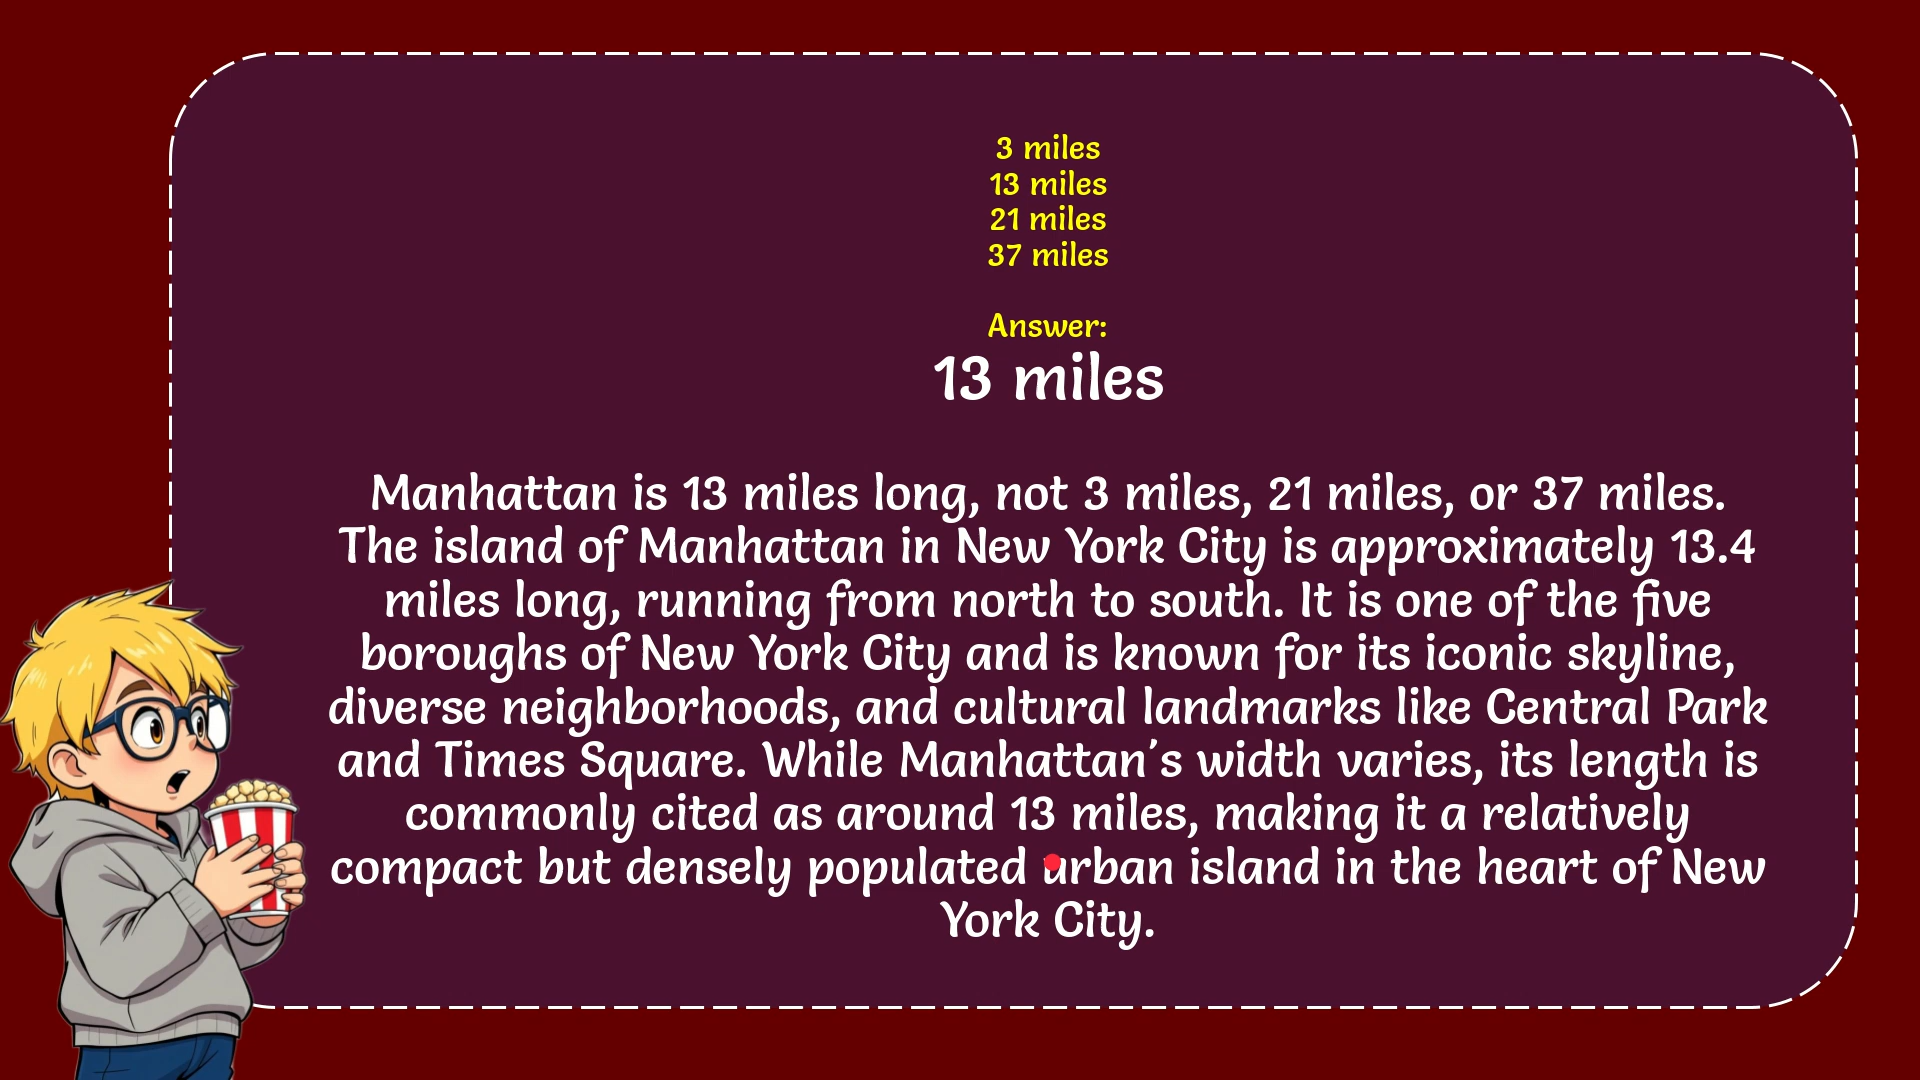 3 miles
13 miles
21 miles
37 miles
Answer:
13 miles
Manhattan is 13 miles long, not 3 miles, 21 miles, or 37 miles.
The island of Manhattan in New York City is approximately 13.4
miles long, running from north to south. It is one of the five
boroughs of New York City and is known for its iconic skyline,
diverse neighborhoods, and cultural landmarks like Central Park
and Times Square. While Manhattan's width varies, its length is
commonly cited as around 13 miles, making it a relatively
compact but densely populated urban island in the heart of New
York City.